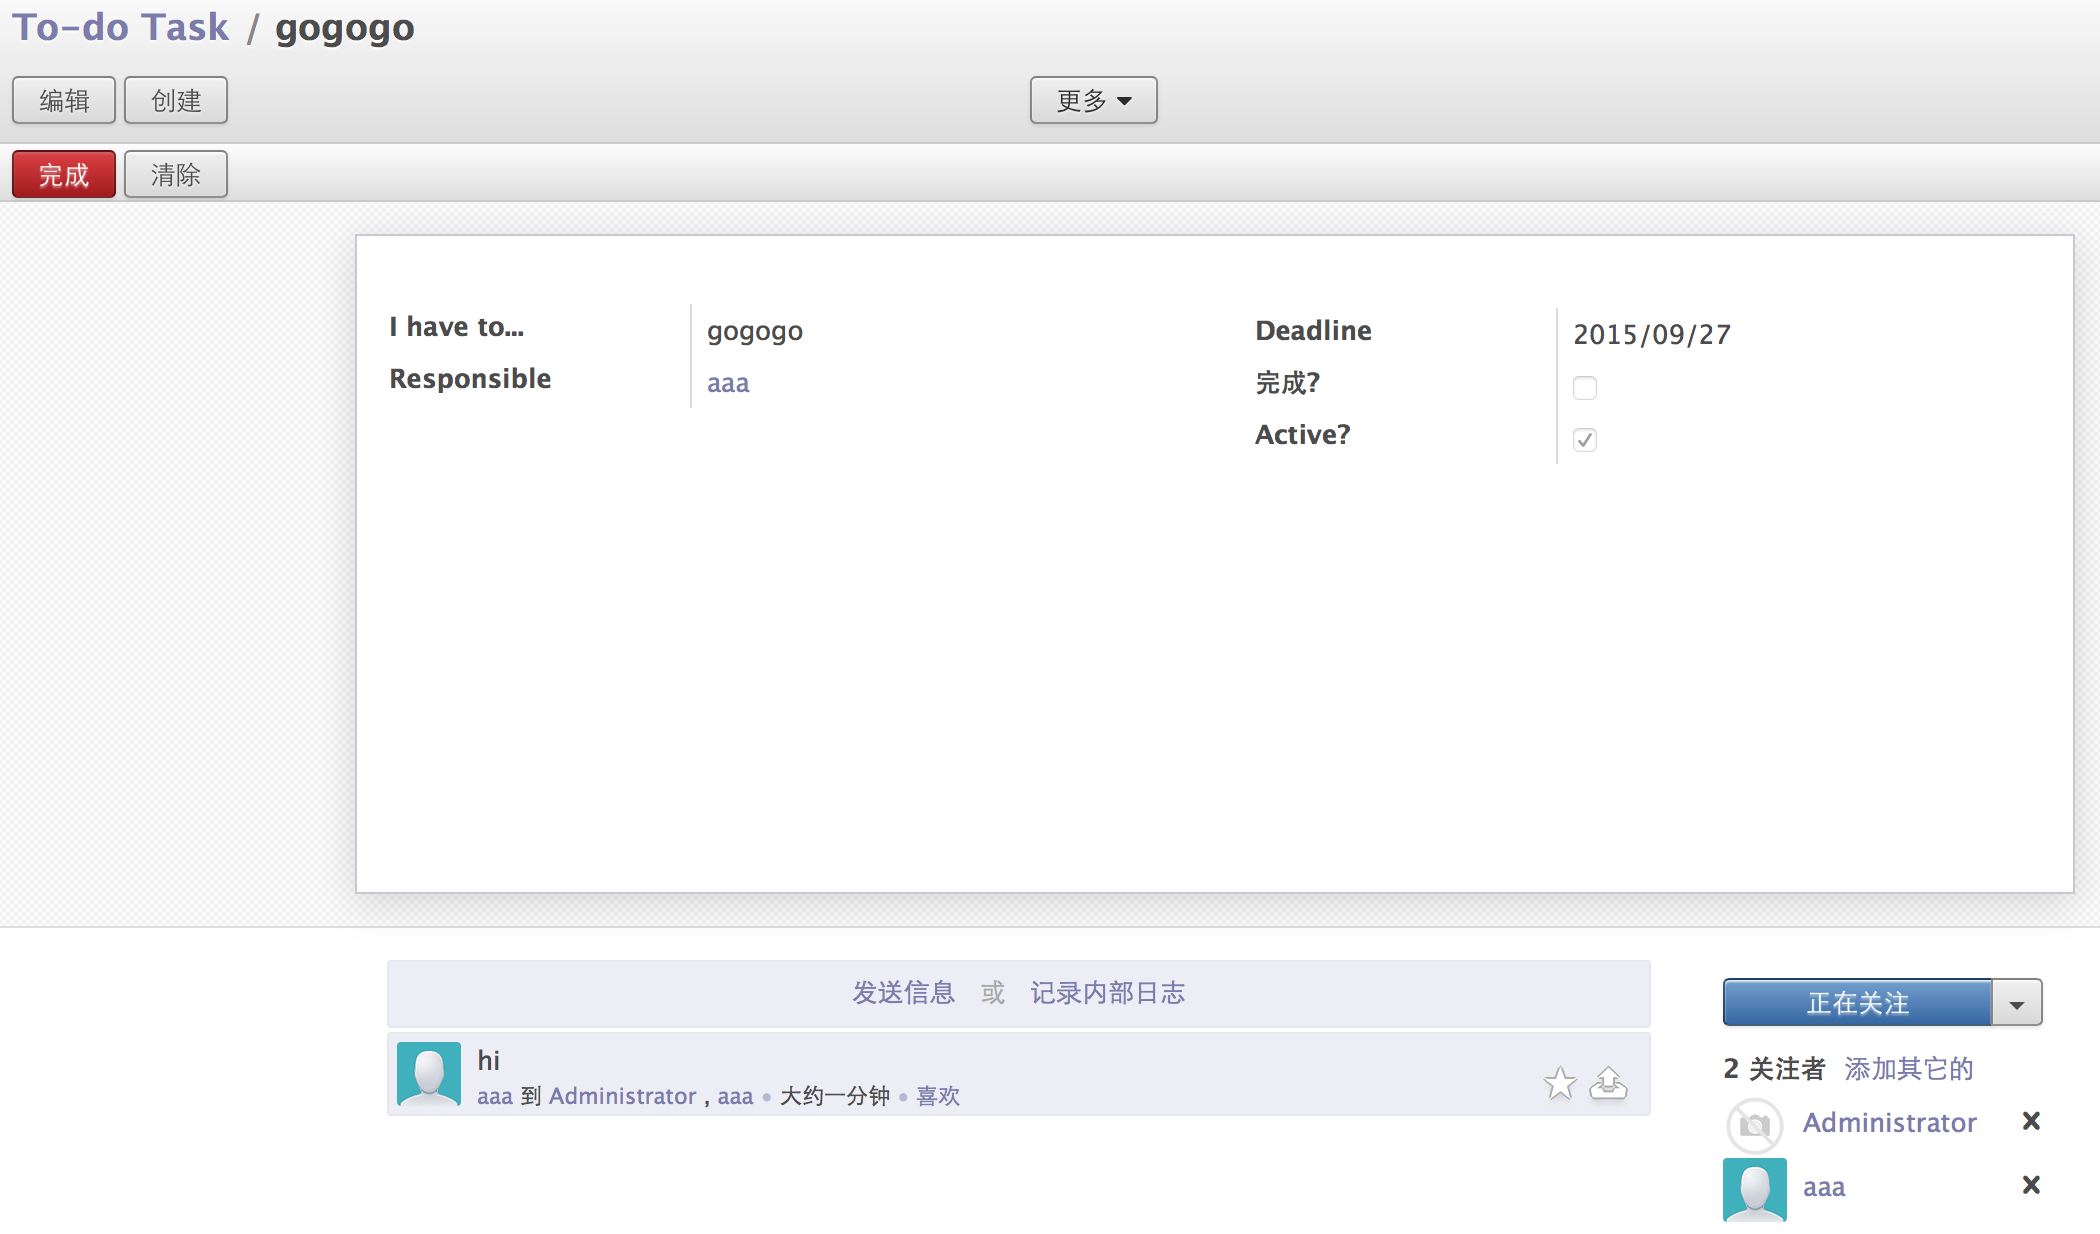 To-do Task / gogogo
编辑 创建 更多
完成 清除
I have to... gogogo
Responsible aaa
Deadline 2015/09/27
完成?
Active?
发送信息 或 记录内部日志
hi
aaa 到 Administrator , aaa • 大约一分钟 • 喜欢
正在关注
2 关注者 添加其它的
Administrator
aaa